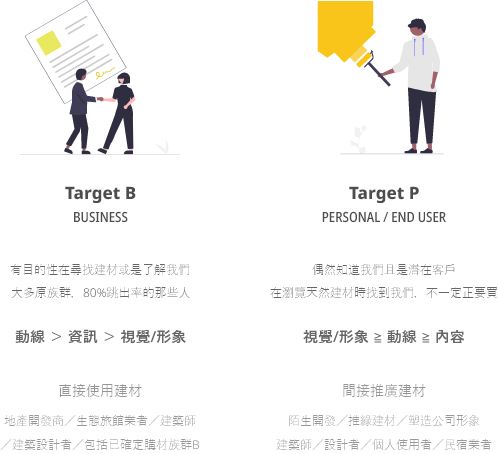 Target B
BUSINESS
有目的性在尋找建材或是了解我們
大多原族群，80%跳出率的那些人
動線 > 資訊 > 視覺/形象
直接使用建材
地產開發商／生態旅館業者／建築師
／建築設計者／包括已確定購材族群B
Target P
PERSONAL / END USER
偶然知道我們且是潛在客戶
在瀏覽天然建材時找到我們，不一定正要買
視覺/形象 ≧ 動線 ≧ 內容
間接推廣建材
陌生開發／推緣建材／塑造公司形象
建築師／設計者／個人使用者／民宿業者